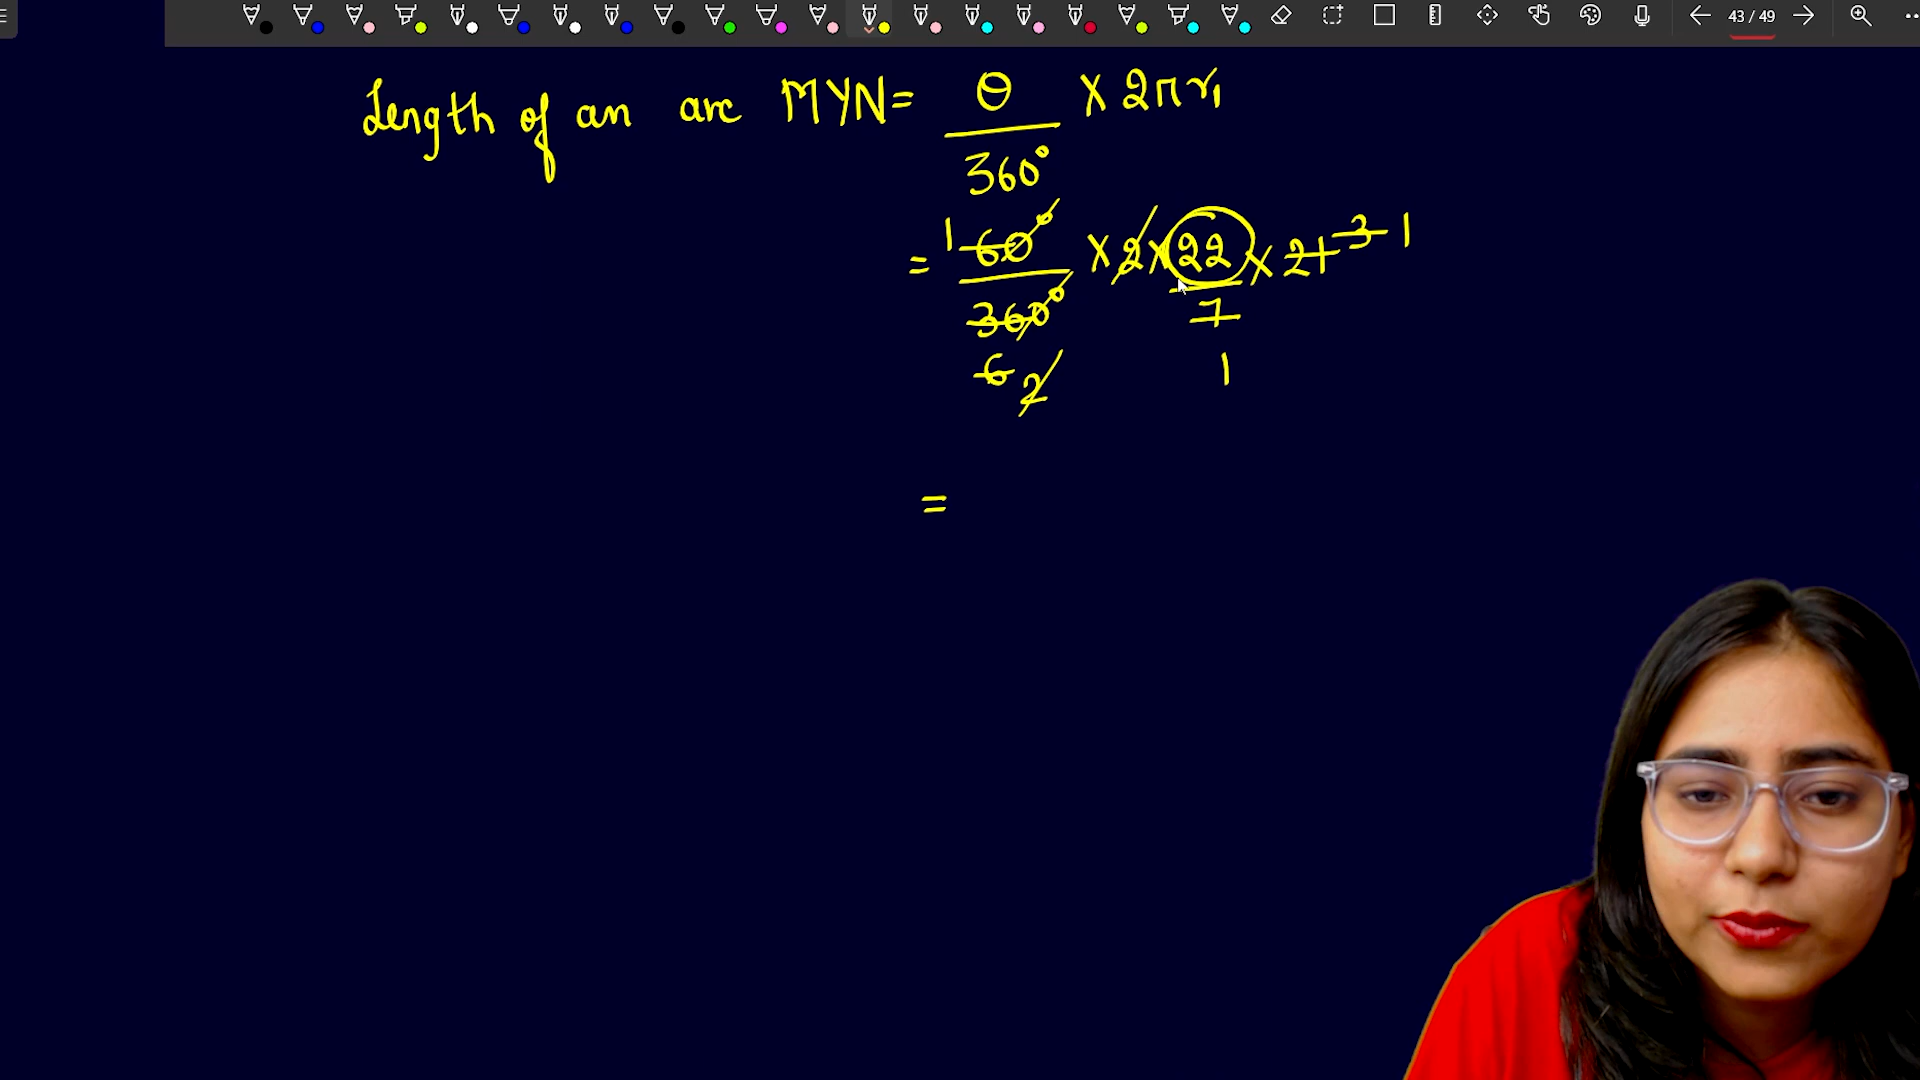 43 / 49
Length of an arc MYN = θ/360° × 2πr₁
= 60°/360° × 2 × 22/7 × 21 3 1
1
6 2
1
=